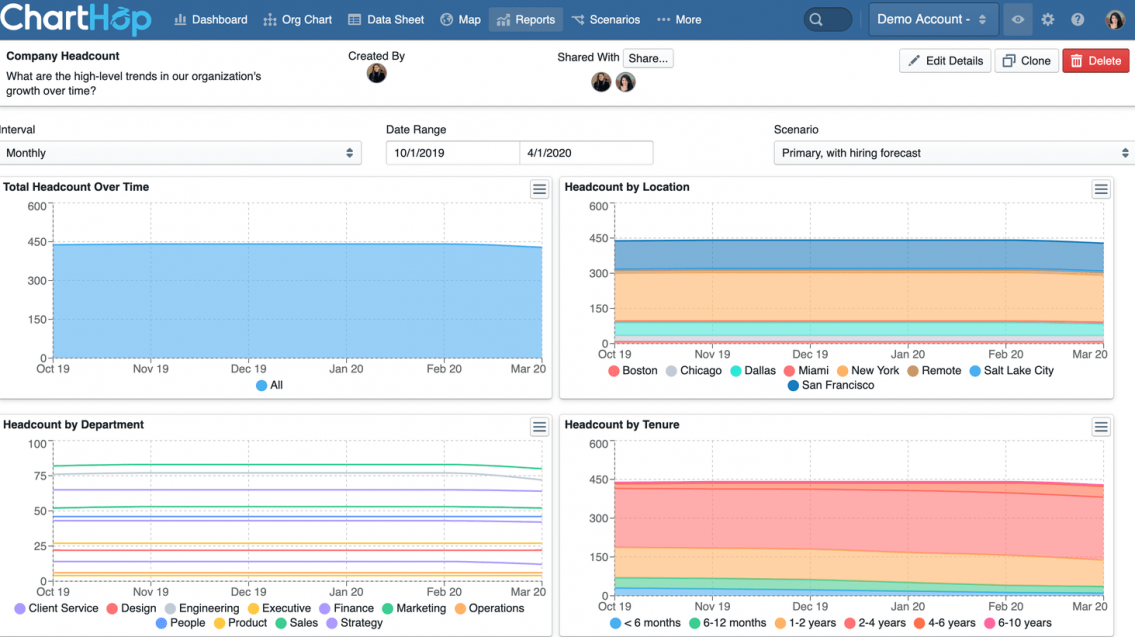 ChartHop Dashboard Org Chart Data Sheet Map Reports Scenarios More Demo Account -
Company Headcount
What are the high-level trends in our organization's
growth over time?
Created By
Shared With Share...
Edit Details Clone Delete
Interval
Monthly
Date Range
10/1/2019 4/1/2020
Scenario
Primary, with hiring forecast
Total Headcount Over Time
600
450
300
150
0
Oct 19 Nov 19 Dec 19 Jan 20 Feb 20 Mar 20
All
Headcount by Location
600
450
300
150
0
Oct 19 Nov 19 Dec 19 Jan 20 Feb 20 Mar 20
Boston Chicago Dallas Miami New York Remote Salt Lake City
San Francisco
Headcount by Department
100
75
50
25
0
Oct 19 Nov 19 Dec 19 Jan 20 Feb 20 Mar 20
Client Service Design Engineering Executive Finance Marketing Operations
People Product Sales Strategy
Headcount by Tenure
600
450
300
150
0
Oct 19 Nov 19 Dec 19 Jan 20 Feb 20 Mar 20
< 6 months 6-12 months 1-2 years 2-4 years 4-6 years 6-10 years